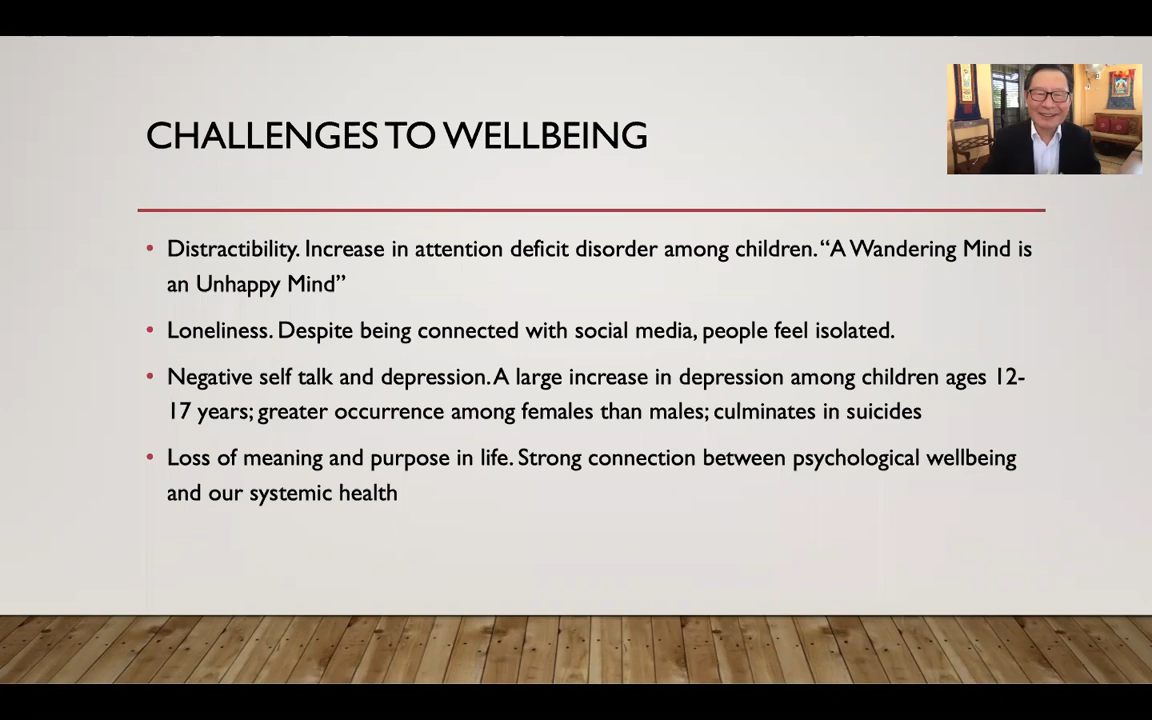 CHALLENGES TO WELLBEING
• Distractibility. Increase in attention deficit disorder among children. “A Wandering Mind is
an Unhappy Mind”
• Loneliness. Despite being connected with social media, people feel isolated.
• Negative self talk and depression. A large increase in depression among children ages 12-
17 years; greater occurrence among females than males; culminates in suicides
• Loss of meaning and purpose in life. Strong connection between psychological wellbeing
and our systemic health